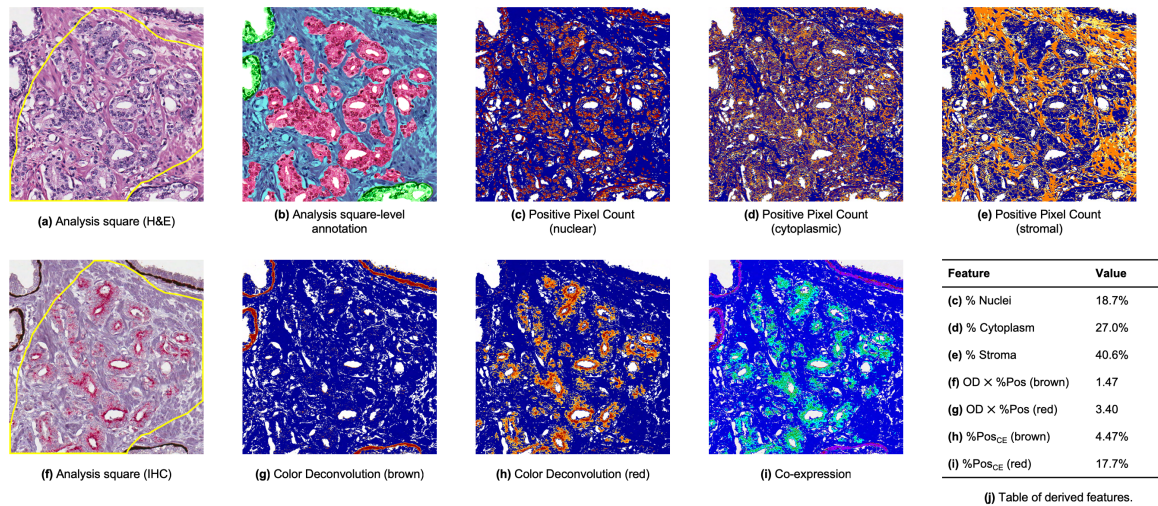 (a) Analysis square (H&E)
(b) Analysis square-level
annotation
(c) Positive Pixel Count
(nuclear)
(d) Positive Pixel Count
(cytoplasmic)
(e) Positive Pixel Count
(stromal)
(f) Analysis square (IHC)
(g) Color Deconvolution (brown)
(h) Color Deconvolution (red)
(i) Co-expression
Feature Value
(c) % Nuclei 18.7%
(d) % Cytoplasm 27.0%
(e) % Stroma 40.6%
(f) OD × %Pos (brown) 1.47
(g) OD × %Pos (red) 3.40
(h) %PosCE (brown) 4.47%
(i) %PosCE (red) 17.7%
(j) Table of derived features.